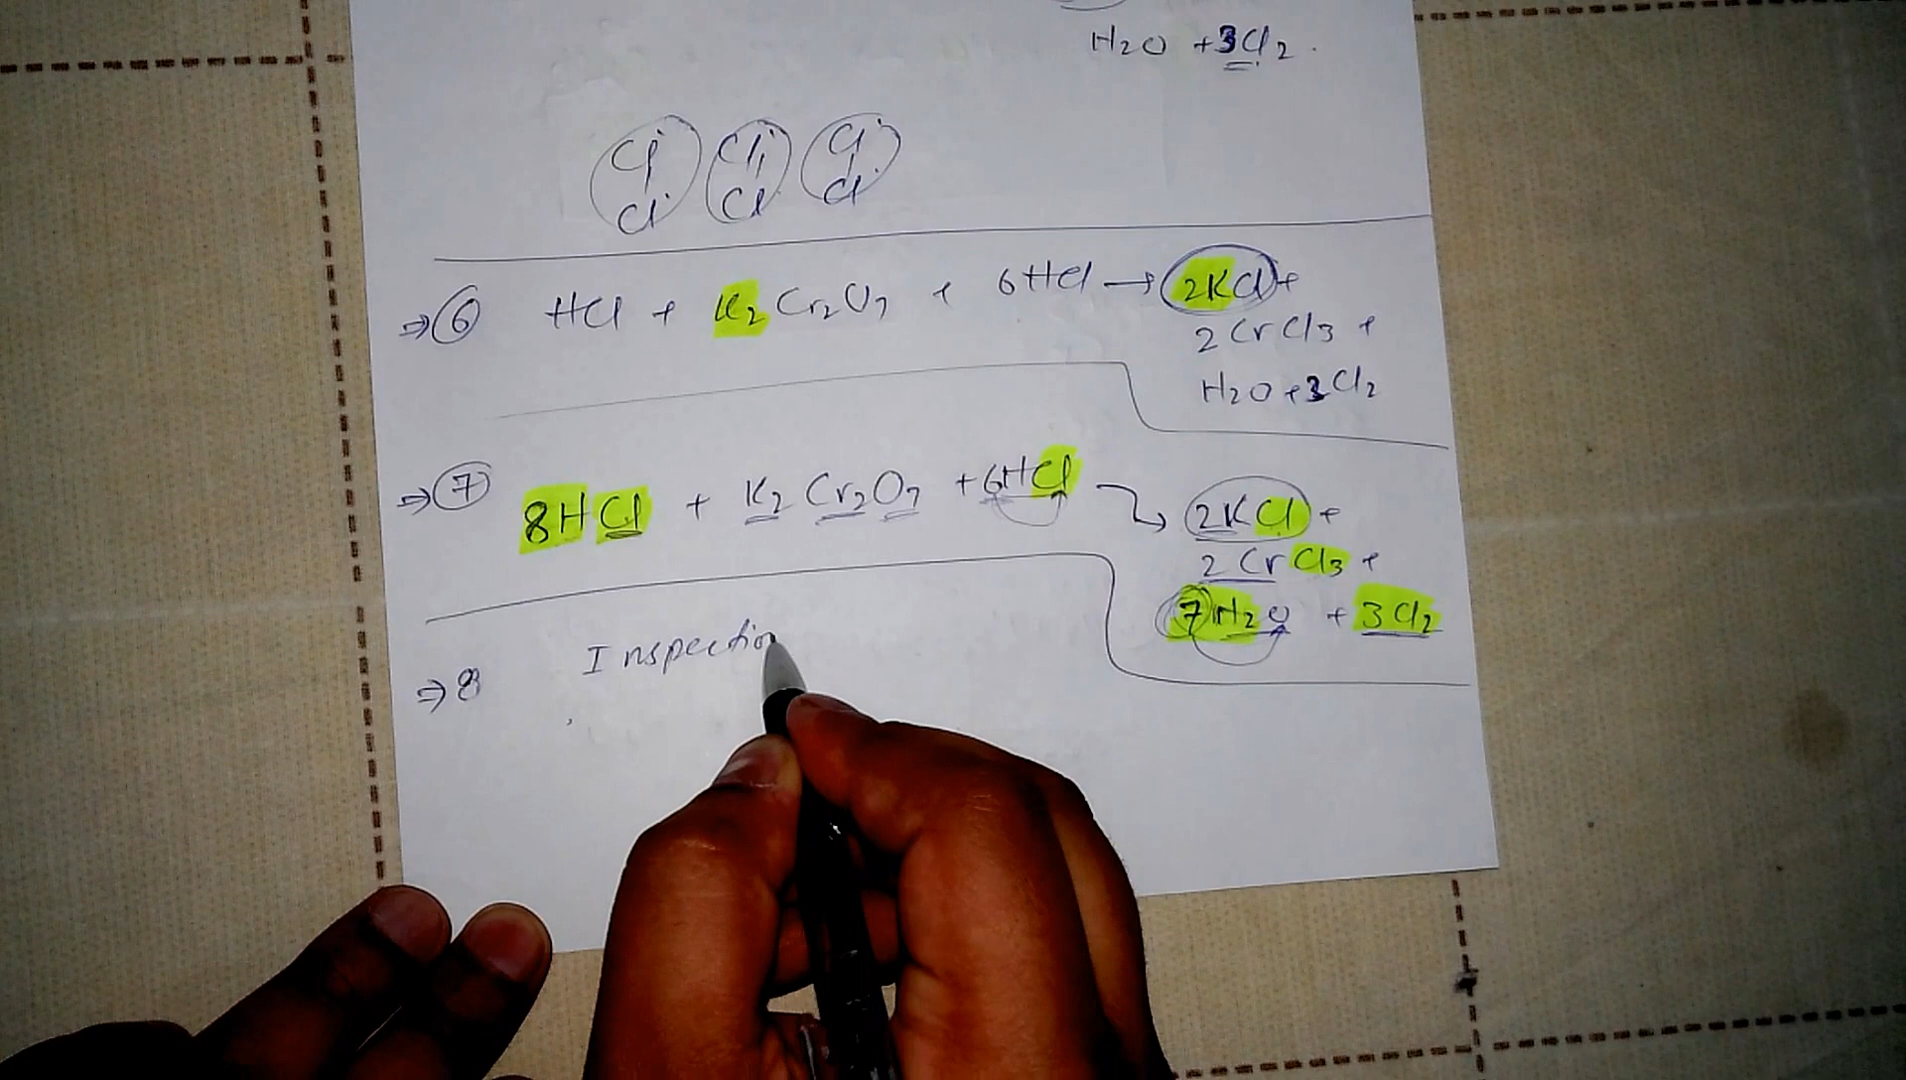 H2O + 3Cl2.
Cl Cl Cl
Cl Cl Cl
⇒ 6 HCl + K2Cr2O7 + 6HCl → 2KCl +
2CrCl3 +
H2O + 3Cl2
⇒ 7 8HCl + K2Cr2O7 + 6HCl → 2KCl +
2CrCl3 +
7H2O + 3Cl2
⇒ 8 Inspection